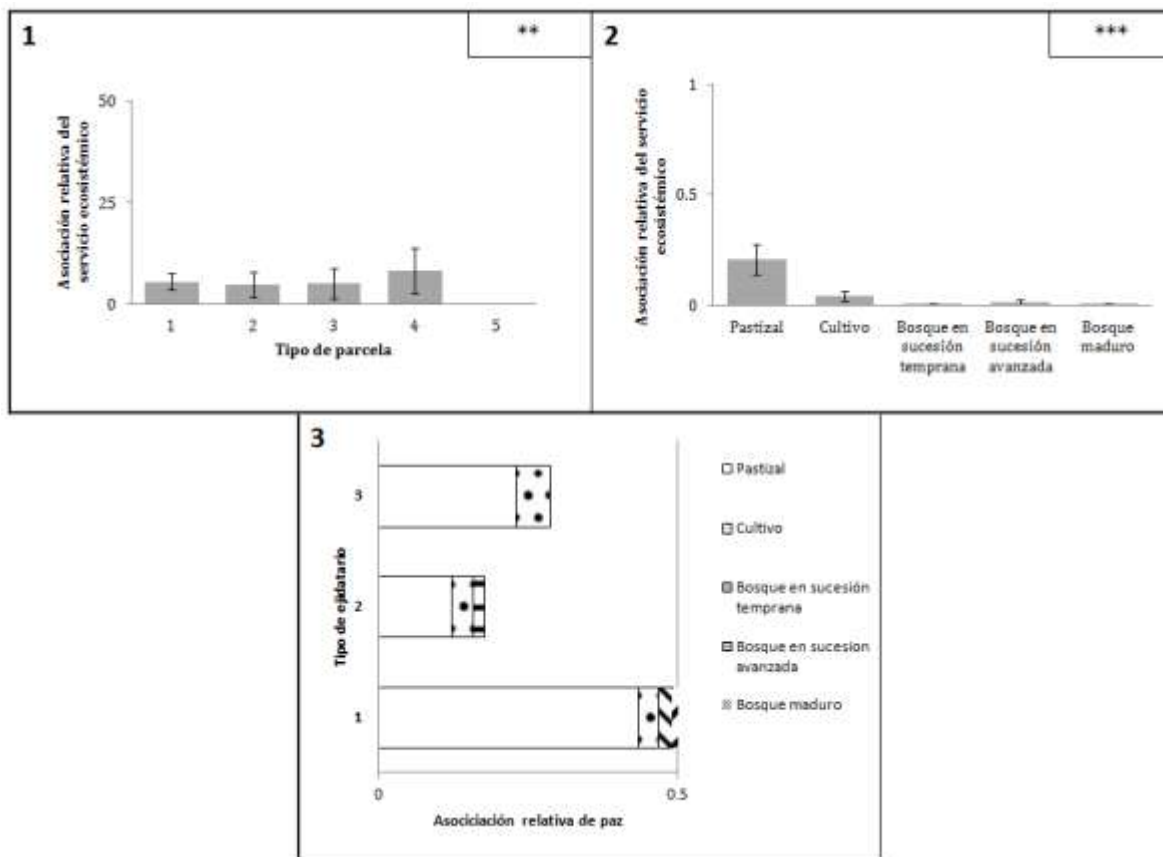 1
**
Asociación relativa del
servicio ecosistémico
50
25
0
1 2 3 4 5
Tipo de parcela
2
***
Asociación relativa del servicio
ecosistémico
1
0.5
0
Pastizal
Cultivo
Bosque en
sucesión
temprana
Bosque en
sucesión
avanzada
Bosque
maduro
3
Tipo de ejidatario
3
2
1
0 0.5
Asociciación relativa de paz
Pastizal
Cultivo
Bosque en sucesión
temprana
Bosque en sucesion
avanzada
Bosque maduro